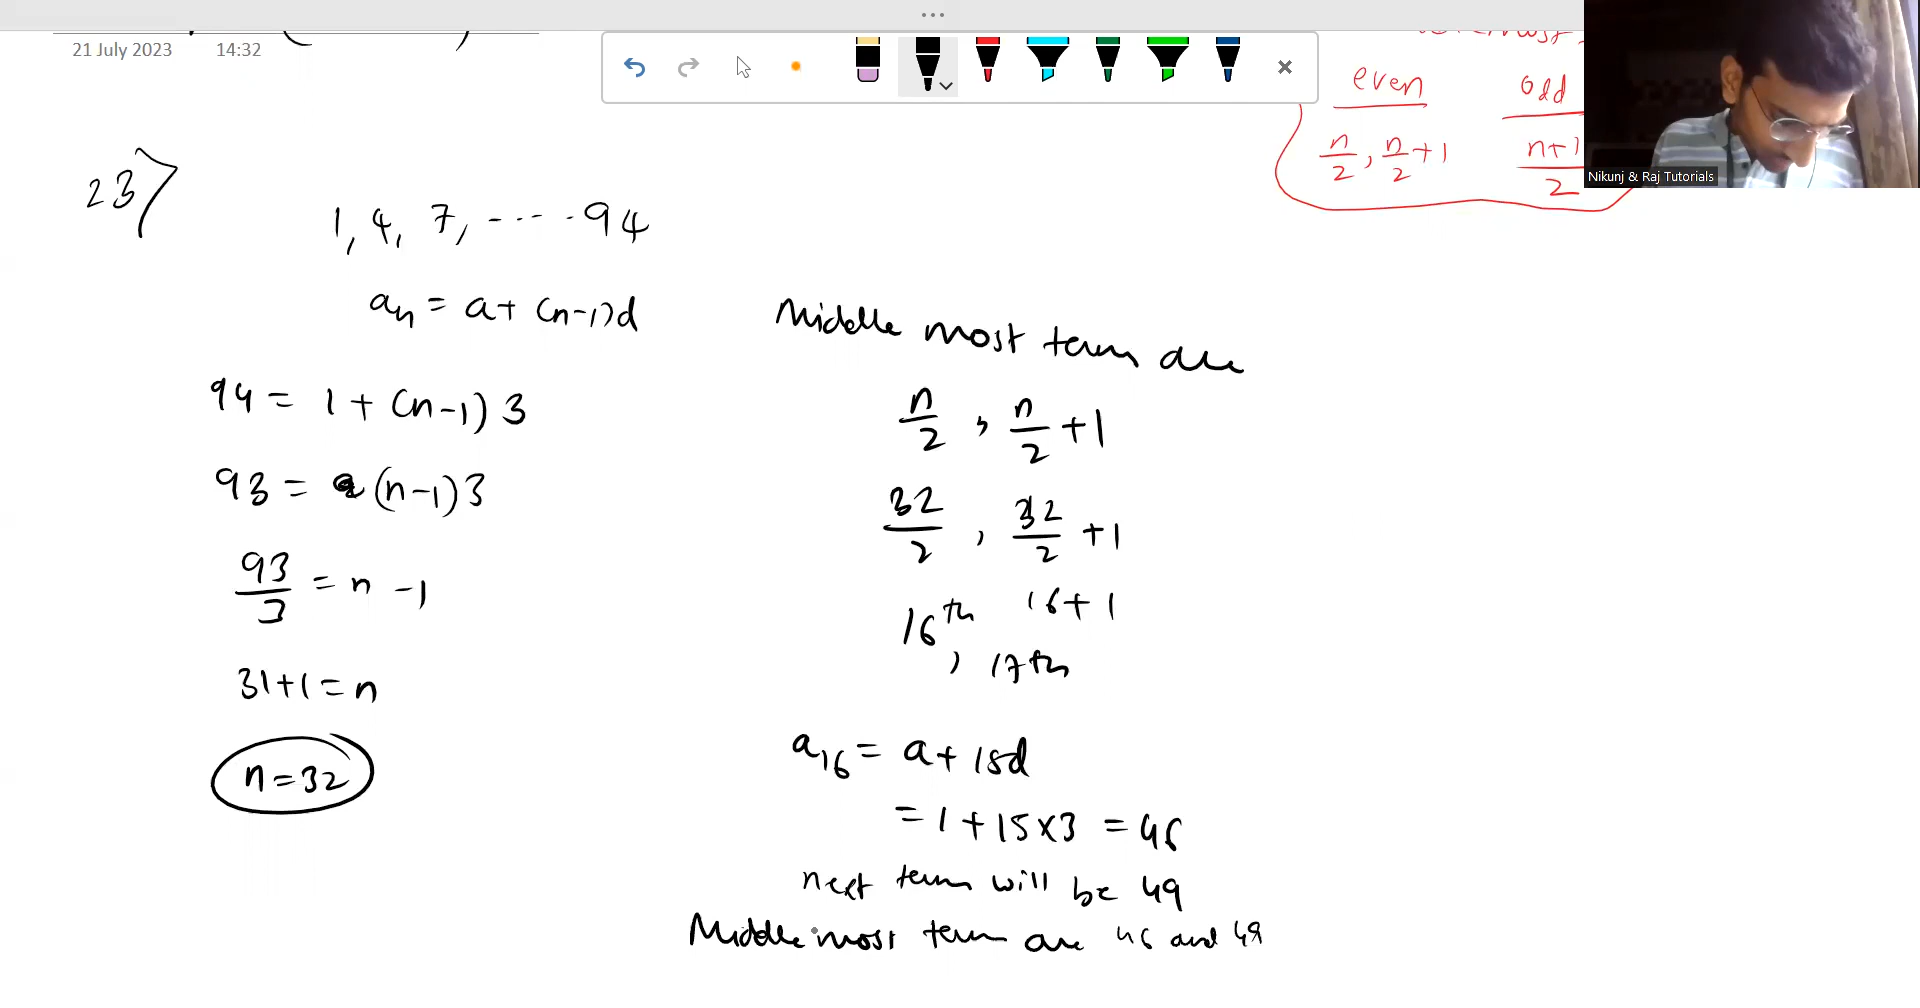 21 July 2023 14:32
even odd
n/2, n/2 + 1 n+1/2
Nikunj & Raj Tutorials
23)
1, 4, 7, ---- 94
an = a + (n-1)d
94 = 1 + (n-1) 3
93 = (n-1) 3
93/3 = n - 1
31+1 = n
n = 32
Middle most term are
n/2 , n/2 + 1
32/2 , 32/2 + 1
16th 16+1
, 17th
a16 = a + 15d
= 1 + 15 x 3 = 46
next term will be 49
Middle most term are 46 and 49